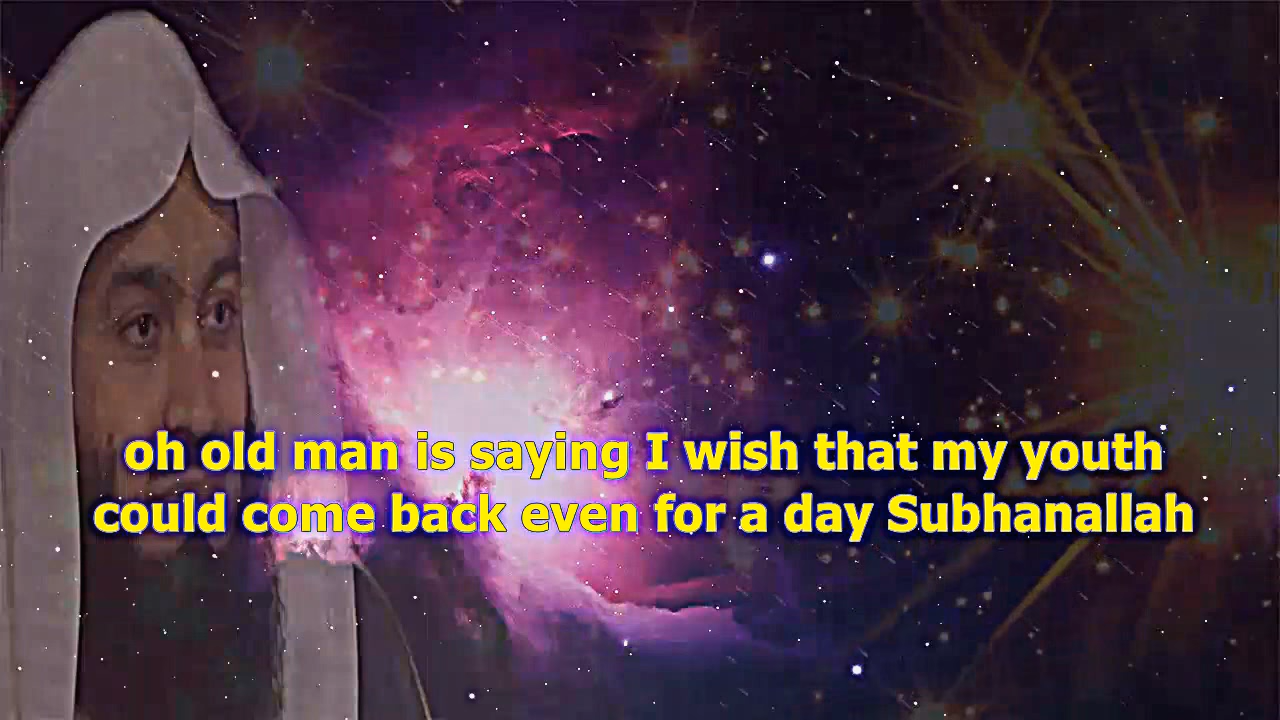 oh old man is saying I wish that my youth
could come back even for a day Subhanallah